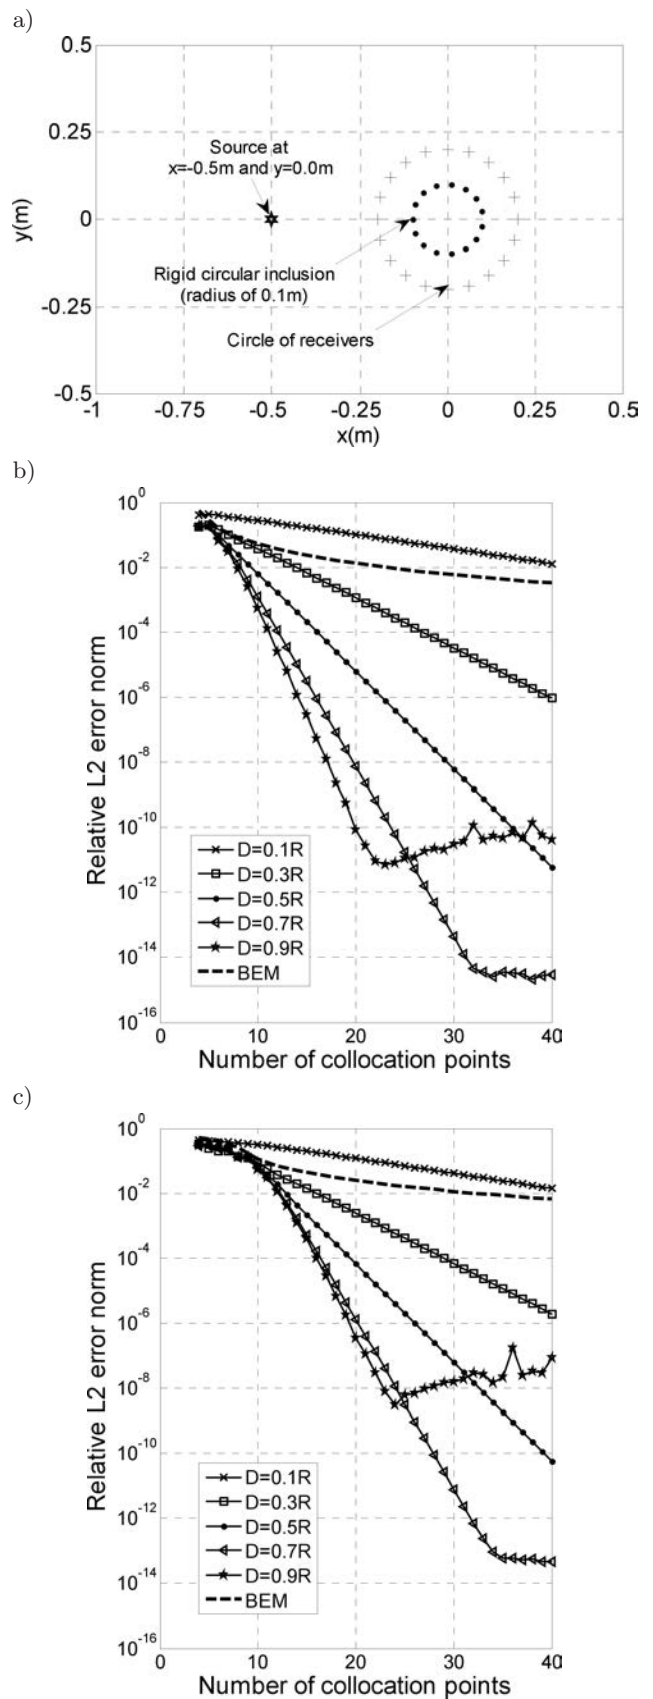 a)
0.5
0.25
0
-0.25
-0.5
y(m)
Source at
x=-0.5m and y=0.0m
Rigid circular inclusion
(radius of 0.1m)
Circle of receivers
-1 -0.75 -0.5 -0.25 0 0.25 0.5
x(m)
b)
10^0
10^-2
10^-4
10^-6
10^-8
10^-10
10^-12
10^-14
10^-16
Relative L2 error norm
D=0.1R
D=0.3R
D=0.5R
D=0.7R
D=0.9R
BEM
0 10 20 30 40
Number of collocation points
c)
10^0
10^-2
10^-4
10^-6
10^-8
10^-10
10^-12
10^-14
10^-16
Relative L2 error norm
D=0.1R
D=0.3R
D=0.5R
D=0.7R
D=0.9R
BEM
0 10 20 30 40
Number of collocation points